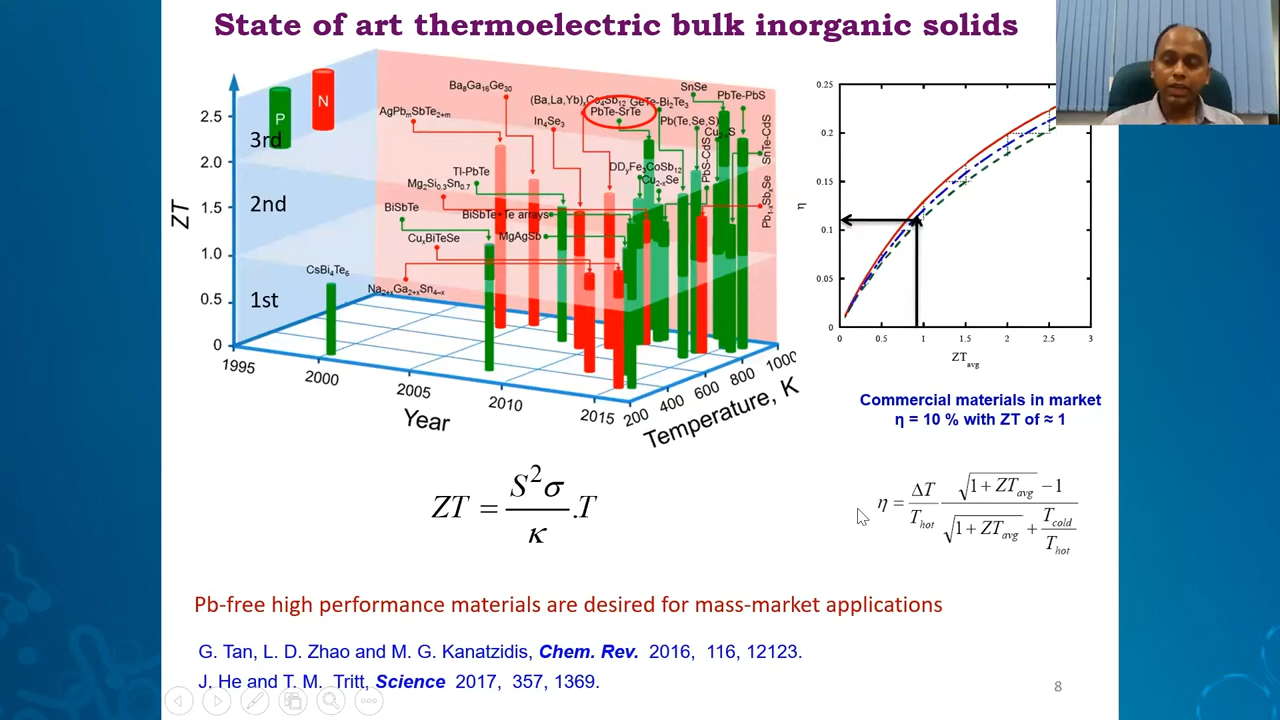 State of art thermoelectric bulk inorganic solids
P
N
ZT
2.5
2.0
1.5
1.0
0.5
0
3rd
2nd
1st
Ba8Ga16Ge30
AgPbmSbTe2+m
(Ba,La,Yb)xCo4Sb12
GeTe-Bi2Te3
SnSe
PbTe-PbS
PbTe-SrTe
In4Se3
Pb(Te,Se,S)
SnTe-CdS
PbS-CdS
Tl-PbTe
DDyFe3CoSb12
Mg2Si0.3Sn0.7
Cu2-xSe
BiSbTe
BiSbTe+Te arrays
Pb1-xSbxSe
CuxBiTeSe
MgAgSb
CsBi4Te6
Na2+xGa2+xSn4-x
1995
2000
2005
2010
2015
Year
200
400
600
800
1000
Temperature, K
0.25
0.2
0.15
0.1
0.05
0
η
0
0.5
1
1.5
2
2.5
3
ZTavg
Commercial materials in market
η = 10 % with ZT of ≈ 1
ZT = S²σ / κ .T
η = ΔT / Thot √1 + ZTavg − 1 / √1 + ZTavg + Tcold / Thot
Pb-free high performance materials are desired for mass-market applications
G. Tan, L. D. Zhao and M. G. Kanatzidis, Chem. Rev. 2016, 116, 12123.
J. He and T. M. Tritt, Science 2017, 357, 1369.
8